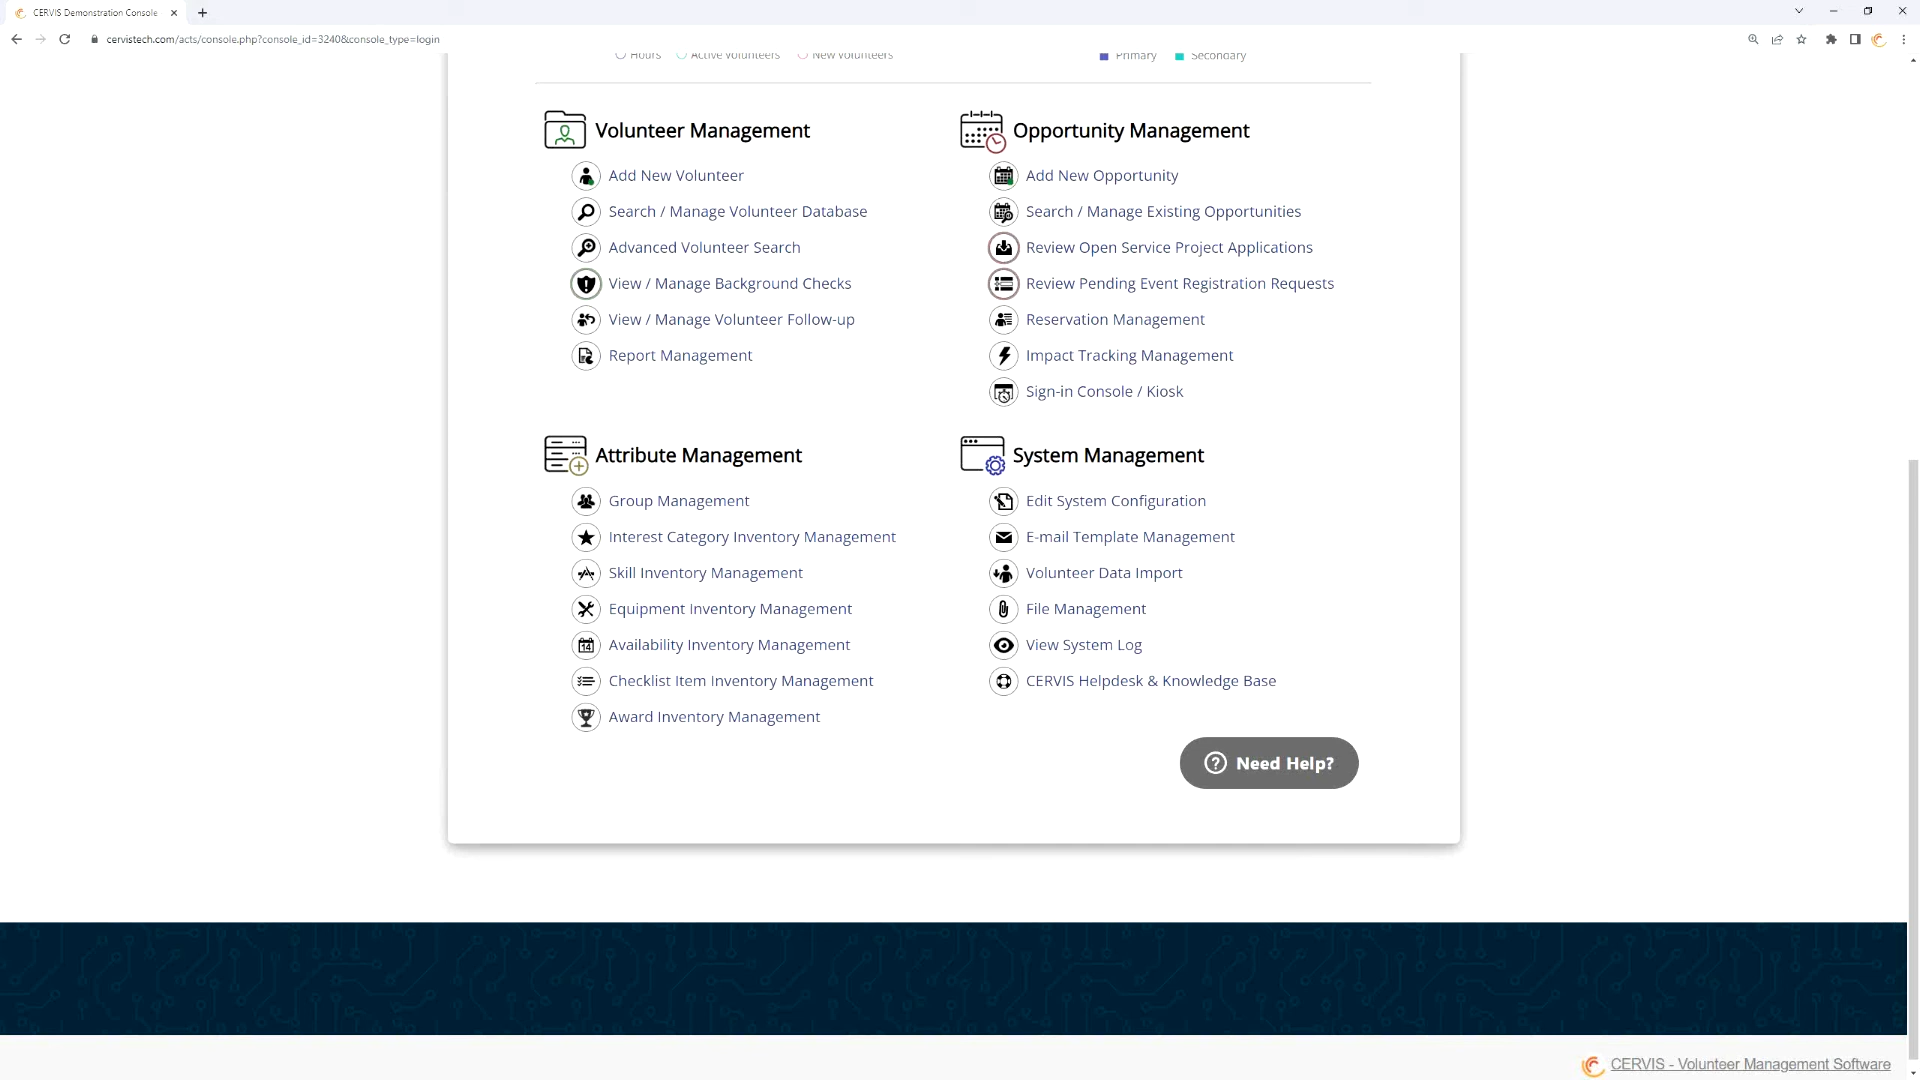 CERVIS Demonstration Console
cervistech.com/acts/console.php?console_id=3240&console_type=login
Hours Active Volunteers New Volunteers
Primary Secondary
Volunteer Management
Add New Volunteer
Search / Manage Volunteer Database
Advanced Volunteer Search
View / Manage Background Checks
View / Manage Volunteer Follow-up
Report Management
Opportunity Management
Add New Opportunity
Search / Manage Existing Opportunities
Review Open Service Project Applications
Review Pending Event Registration Requests
Reservation Management
Impact Tracking Management
Sign-in Console / Kiosk
Attribute Management
Group Management
Interest Category Inventory Management
Skill Inventory Management
Equipment Inventory Management
14
Availability Inventory Management
Checklist Item Inventory Management
Award Inventory Management
System Management
Edit System Configuration
E-mail Template Management
Volunteer Data Import
File Management
View System Log
CERVIS Helpdesk & Knowledge Base
? Need Help?
CERVIS - Volunteer Management Software